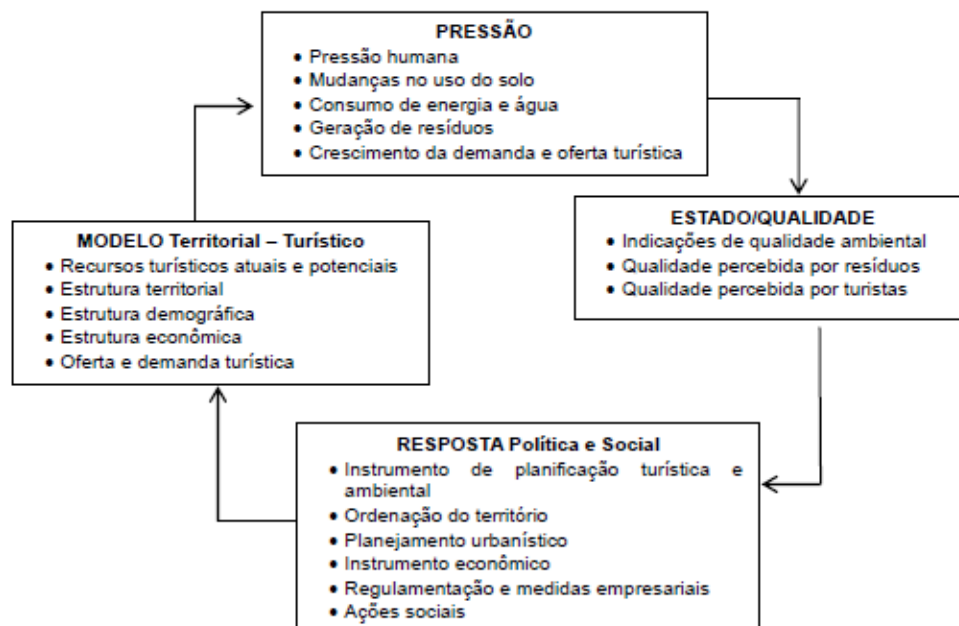 PRESSÃO
• Pressão humana
• Mudanças no uso do solo
• Consumo de energia e água
• Geração de resíduos
• Crescimento da demanda e oferta turística
ESTADO/QUALIDADE
• Indicações de qualidade ambiental
• Qualidade percebida por resíduos
• Qualidade percebida por turistas
MODELO Territorial – Turístico
• Recursos turísticos atuais e potenciais
• Estrutura territorial
• Estrutura demográfica
• Estrutura econômica
• Oferta e demanda turística
RESPOSTA Política e Social
• Instrumento de planificação turística e
ambiental
• Ordenação do território
• Planejamento urbanístico
• Instrumento econômico
• Regulamentação e medidas empresariais
• Ações sociais